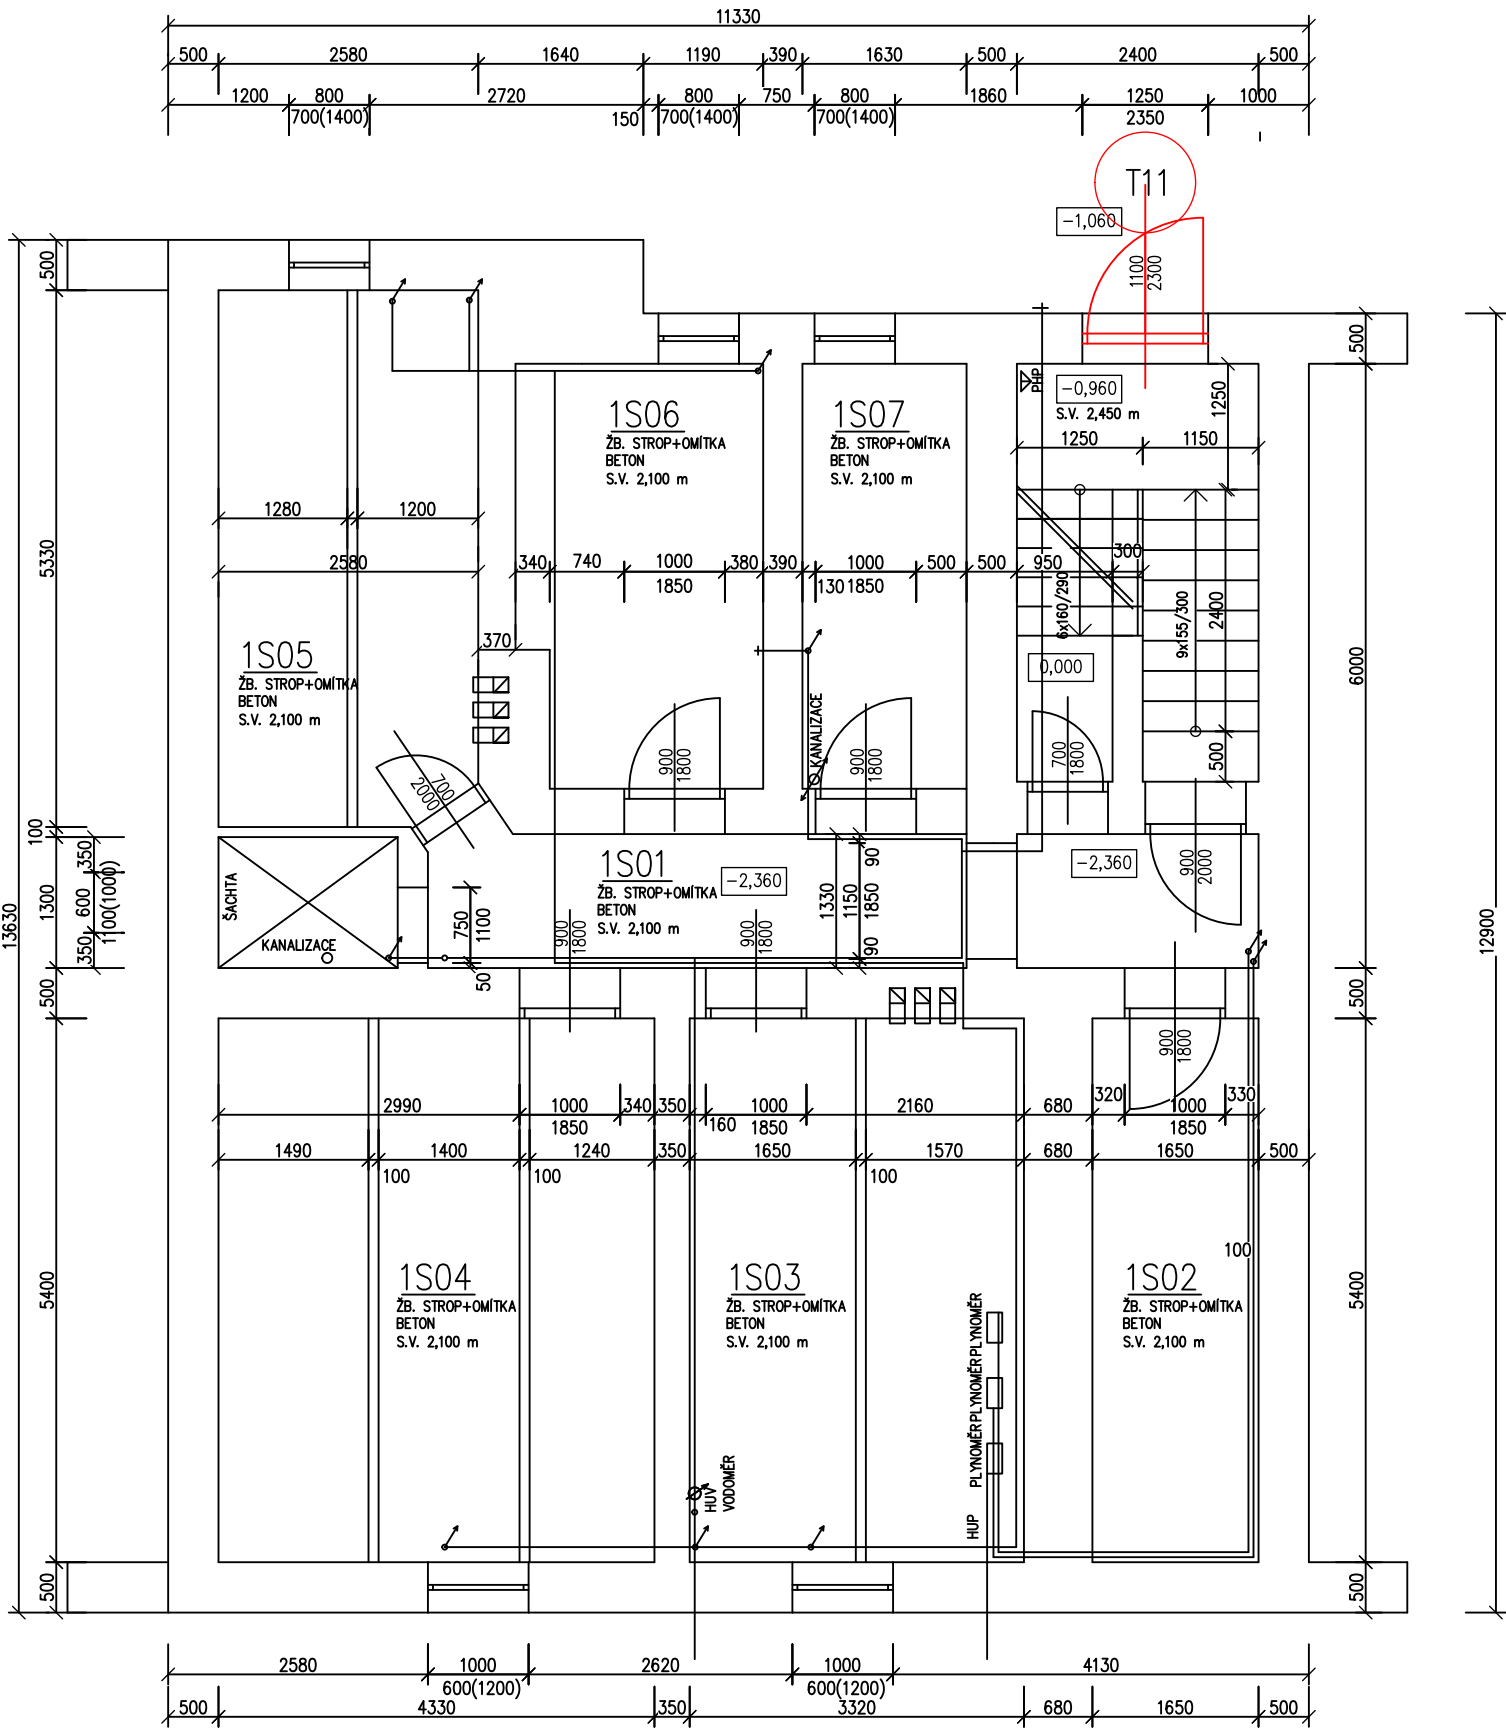 11330
500 2580 1640 1190 390 1630 500 2400 500
1200 800 2720 800 750 800 1860 1250 1000
700(1400) 150 700(1400) 700(1400) 2350
T11
-1,060
1100
2300
500
500
PHP
-0,960
S.V. 2,450 m
1250
1250 1150
1S06
ŽB. STROP+OMÍTKA
BETON
S.V. 2,100 m
1S07
ŽB. STROP+OMÍTKA
BETON
S.V. 2,100 m
1280 1200
2580
340 740 1000 380 390 1000 500 500 950 300
1850 130 1850
6x160/290
9x155/300
2400
5330
6000
370
1S05
ŽB. STROP+OMÍTKA
BETON
S.V. 2,100 m
0,000
KANALIZACE
900
1800
900
1800
700
1800
500
700
2000
100
1300
350
600
350
1100(1000)
13630
12900
ŠACHTA
KANALIZACE
750
1100
50
1S01
ŽB. STROP+OMÍTKA
BETON
S.V. 2,100 m
-2,360
1330
1150
90
1850
90
-2,360
900
2000
900
1800
900
1800
500
500
900
1800
2990 1000 340 350 1000 2160 680 320 1000 330
1850 160 1850 1850
1490 1400 1240 350 1650 1570 680 1650 500
100 100 100
100
5400
5400
1S04
ŽB. STROP+OMÍTKA
BETON
S.V. 2,100 m
1S03
ŽB. STROP+OMÍTKA
BETON
S.V. 2,100 m
1S02
ŽB. STROP+OMÍTKA
BETON
S.V. 2,100 m
PLYNOMĚR
PLYNOMĚR
PLYNOMĚR
HUP
HUV
VODOMĚR
500
500
2580 1000 2620 1000 4130
600(1200) 600(1200)
500 4330 350 3320 680 1650 500